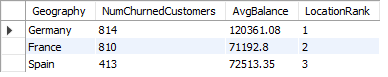 Geography NumChurnedCustomers AvgBalance LocationRank
Germany 814 120361.08 1
France 810 71192.8 2
Spain 413 72513.35 3